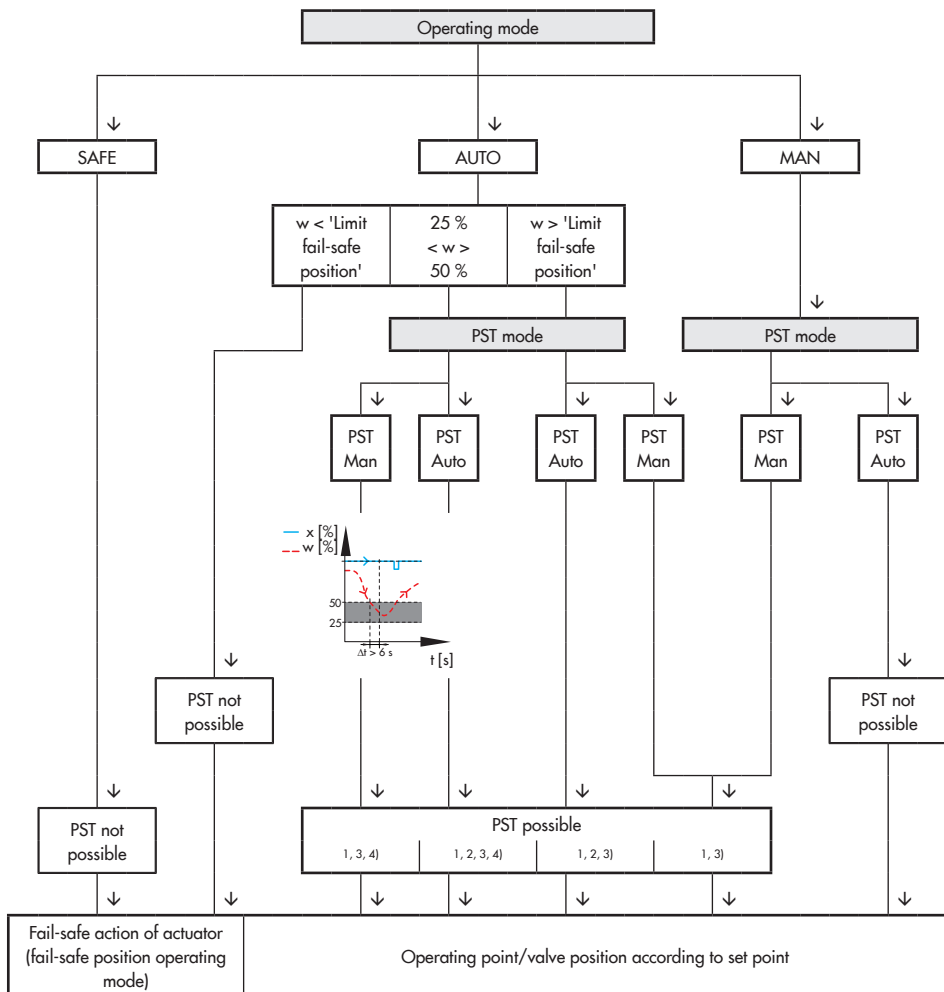 Operating mode
SAFE
AUTO
MAN
w < 'Limit
fail-safe
position'
25 %
< w >
50 %
w > 'Limit
fail-safe
position'
PST mode
PST mode
PST
Man
PST
Auto
PST
Auto
PST
Man
PST
Man
PST
Auto
x [%]
w [%]
50
25
Δt > 6 s
t [s]
PST not
possible
PST not
possible
PST not
possible
PST possible
1, 3, 4)
1, 2, 3, 4)
1, 2, 3)
1, 3)
Fail-safe action of actuator
(fail-safe position operating
mode)
Operating point/valve position according to set point